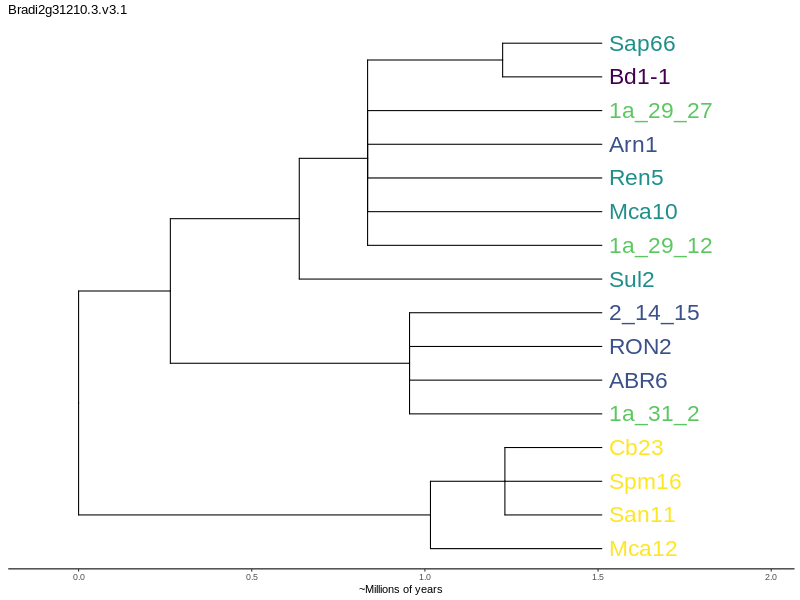 Bradi2g31210.3.v3.1
Sap66
Bd1-1
1a_29_27
Arn1
Ren5
Mca10
1a_29_12
Sul2
2_14_15
RON2
ABR6
1a_31_2
Cb23
Spm16
San11
Mca12
0.0 0.5 1.0 1.5 2.0
~Millions of years